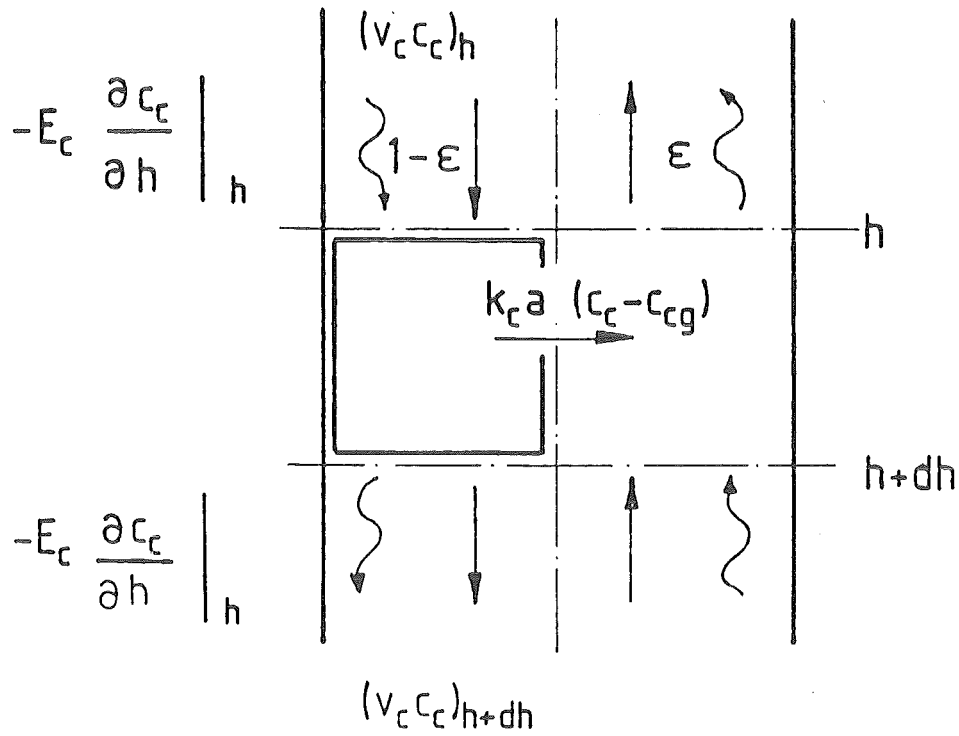 (v_c c_c)_h
-E_c ∂c_c/∂h |_h
1-ε
ε
h
k_c a (c_c-c_cg)
h+dh
-E_c ∂c_c/∂h |_h
(v_c c_c)_h+dh